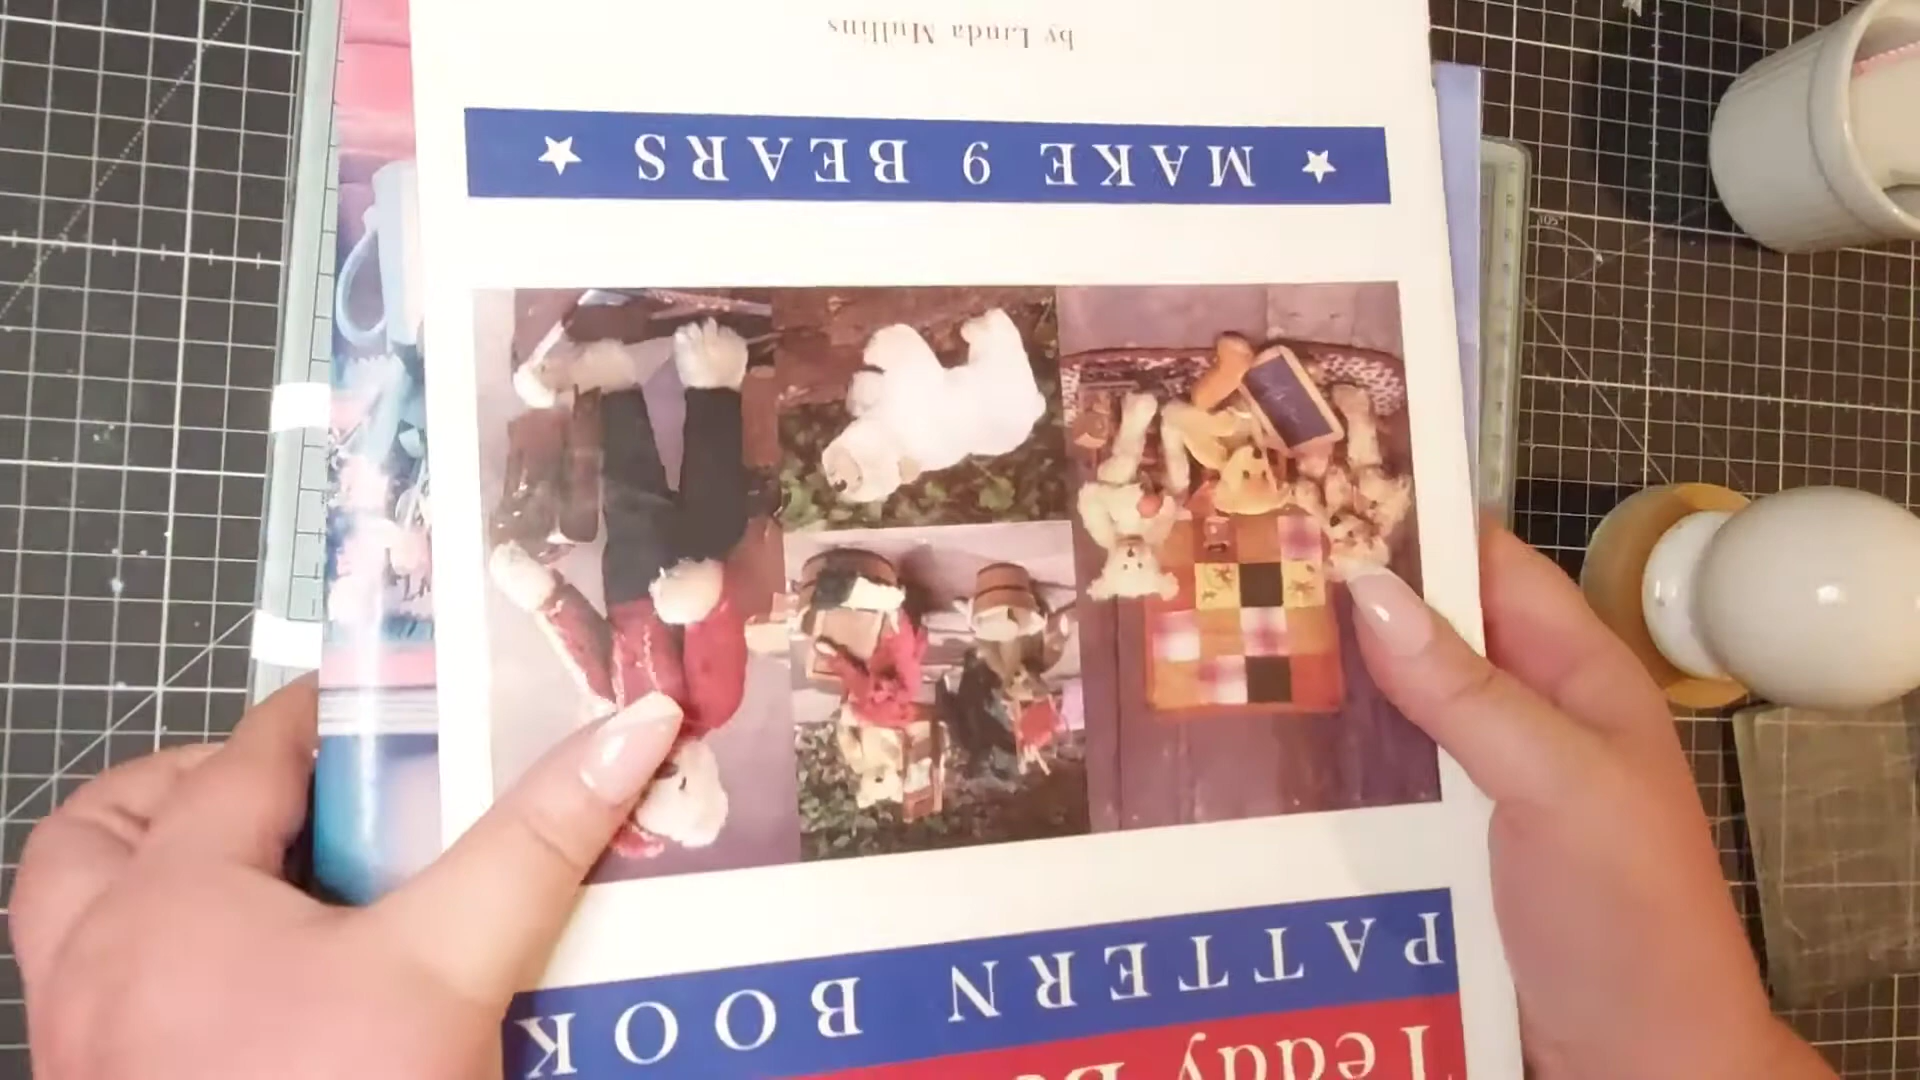 Teddy
PATTERN BOOK
★ MAKE 9 BEARS ★
by Linda Mullins